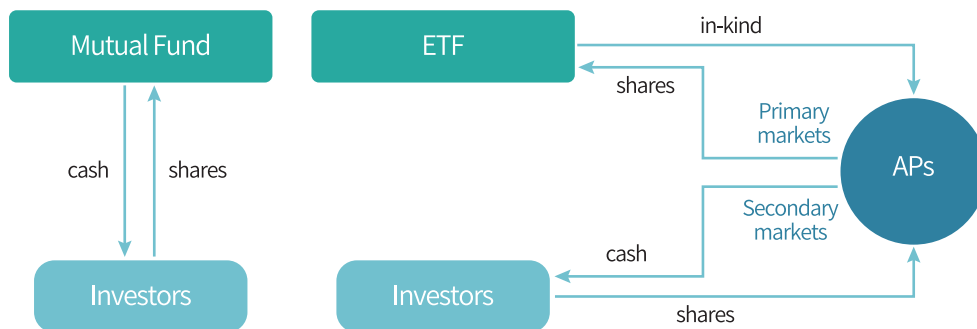 Mutual Fund
cash
shares
Investors
ETF
in-kind
shares
Primary
markets
APs
Secondary
markets
cash
Investors
shares